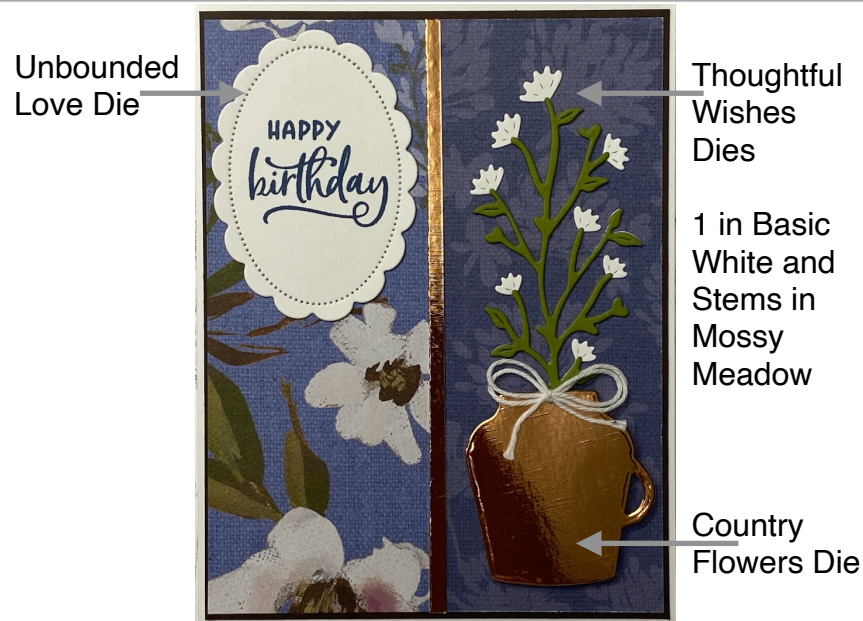 Unbounded
Love Die
HAPPY
birthday
Thoughtful
Wishes
Dies
1 in Basic
White and
Stems in
Mossy
Meadow
Country
Flowers Die